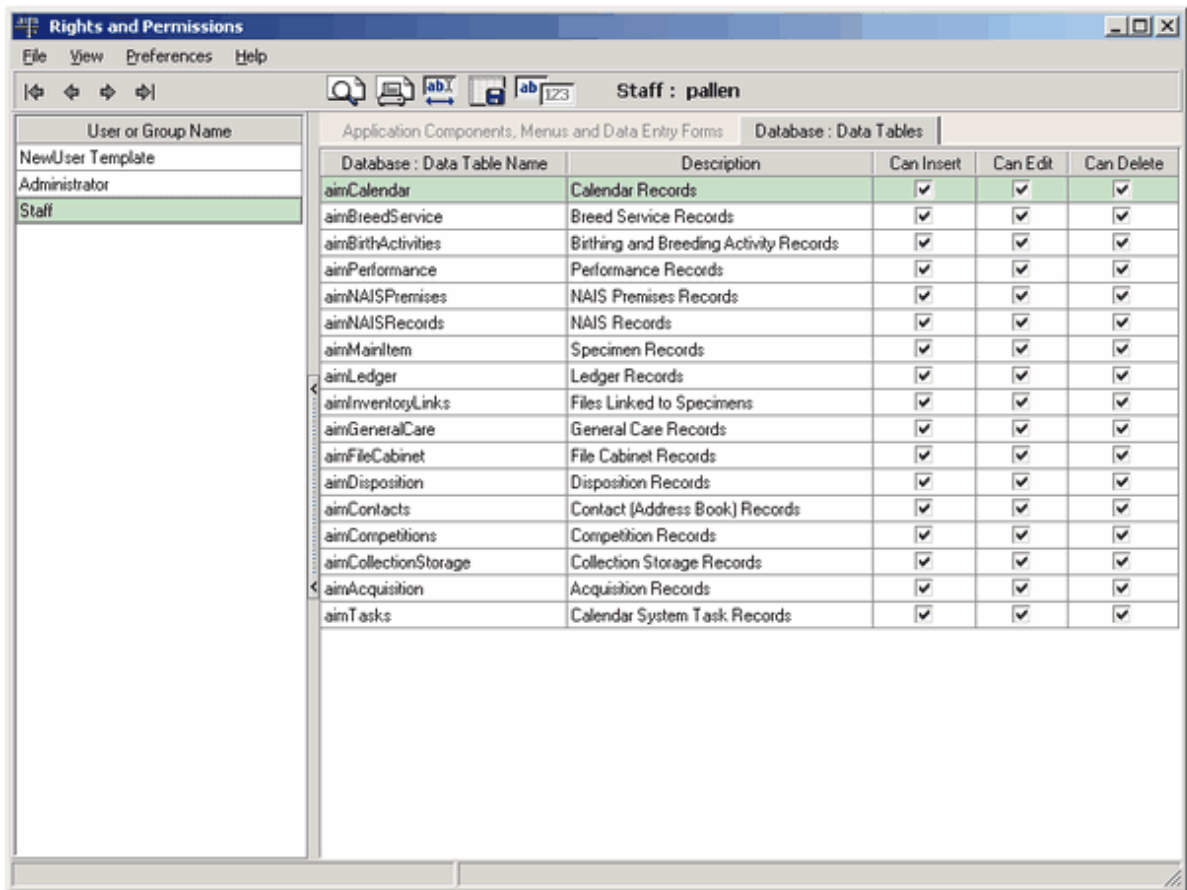 Rights and Permissions
File View Preferences Help
abI ab 123 Staff : pallen
User or Group Name
NewUser Template
Administrator
Staff
Application Components, Menus and Data Entry Forms Database : Data Tables
Database : Data Table Name Description Can Insert Can Edit Can Delete
aimCalendar Calendar Records
aimBreedService Breed Service Records
aimBirthActivities Birthing and Breeding Activity Records
aimPerformance Performance Records
aimNAISPremises NAIS Premises Records
aimNAISRecords NAIS Records
aimMainItem Specimen Records
aimLedger Ledger Records
aimInventoryLinks Files Linked to Specimens
aimGeneralCare General Care Records
aimFileCabinet File Cabinet Records
aimDisposition Disposition Records
aimContacts Contact (Address Book) Records
aimCompetitions Competition Records
aimCollectionStorage Collection Storage Records
aimAcquisition Acquisition Records
aimTasks Calendar System Task Records